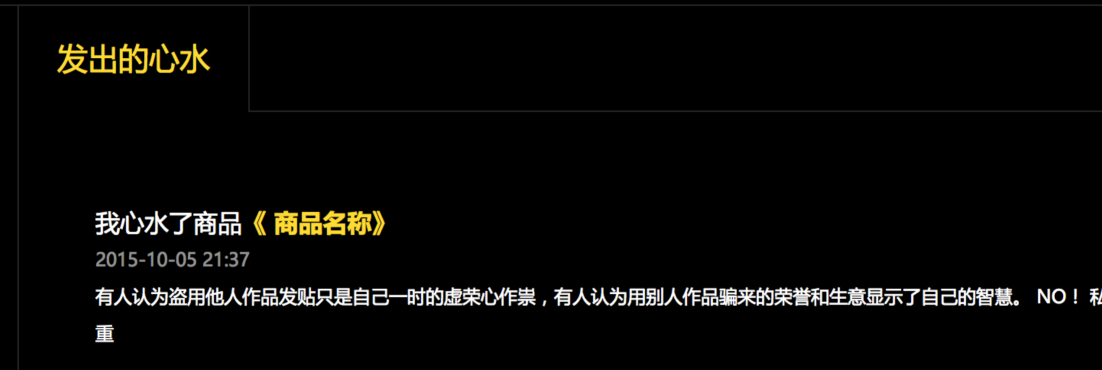 发出的心水
我心水了商品《 商品名称》
2015-10-05 21:37
有人认为盗用他人作品发贴只是自己一时的虚荣心作祟，有人认为用别人作品骗来的荣誉和生意显示了自己的智慧。 NO！ 私
重